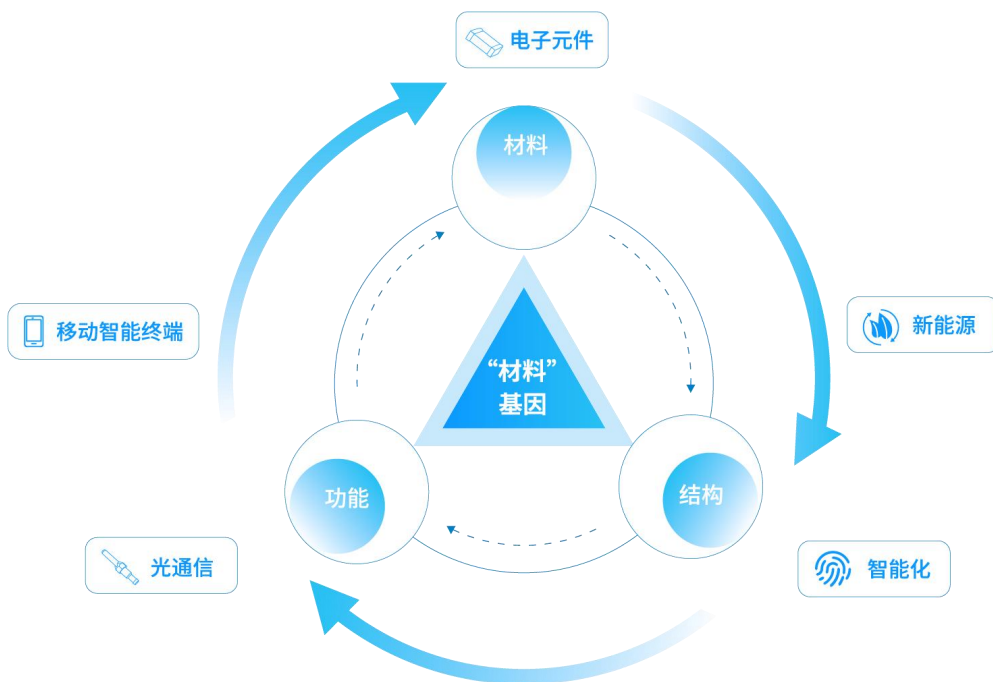 电子元件
材料
移动智能终端
新能源
“材料”
基因
功能
结构
光通信
智能化